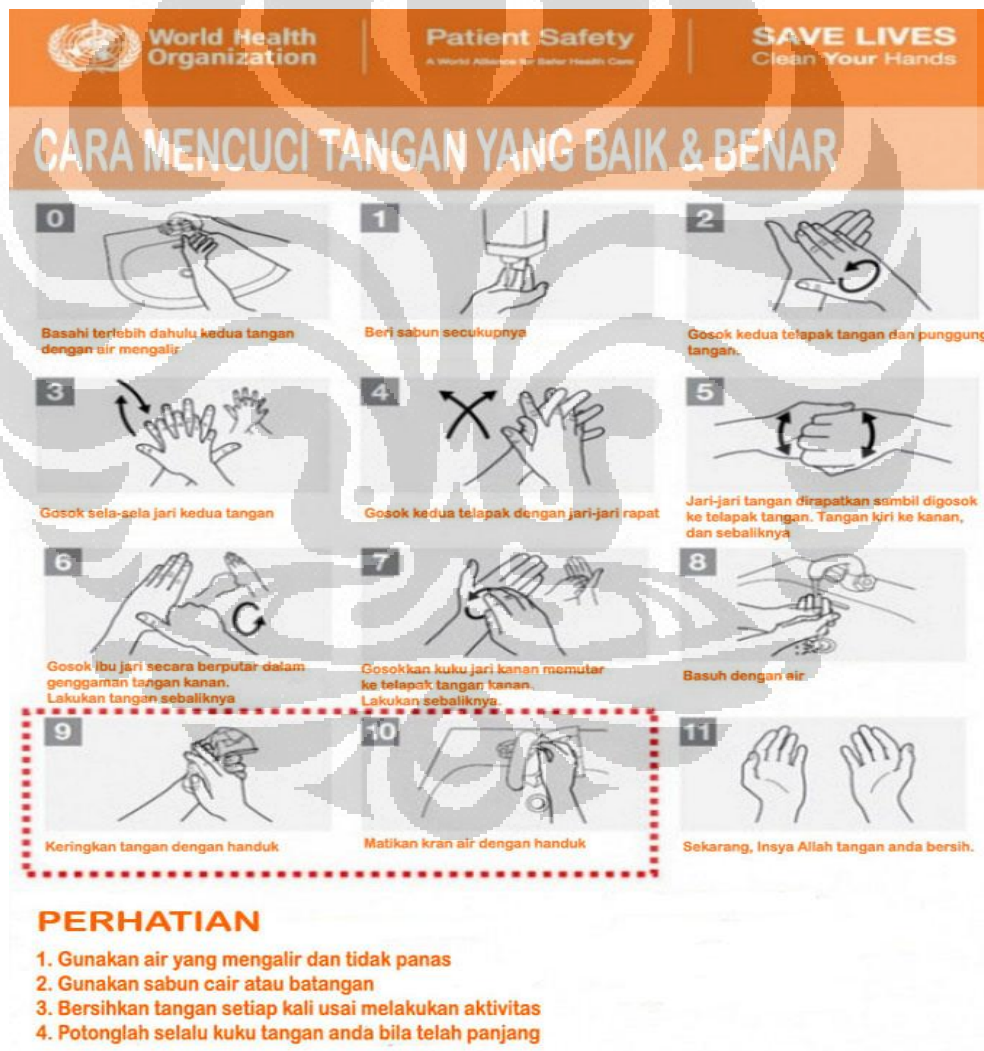 World Health
Organization
Patient Safety
A World Alliance for Safer Health Care
SAVE LIVES
Clean Your Hands
CARA MENCUCI TANGAN YANG BAIK & BENAR
0
Basahi terlebih dahulu kedua tangan
dengan air mengalir
1
Beri sabun secukupnya
2
Gosok kedua telapak tangan dan punggung
tangan.
3
Gosok sela-sela jari kedua tangan
4
Gosok kedua telapak dengan jari-jari rapat
5
Jari-jari tangan dirapatkan sambil digosok
ke telapak tangan. Tangan kiri ke kanan,
dan sebaliknya
6
Gosok ibu jari secara berputar dalam
genggaman tangan kanan.
Lakukan tangan sebaliknya
7
Gosokkan kuku jari kanan memutar
ke telapak tangan kanan.
Lakukan sebaliknya.
8
Basuh dengan air
9
Keringkan tangan dengan handuk
10
Matikan kran air dengan handuk
11
Sekarang, Insya Allah tangan anda bersih.
PERHATIAN
1. Gunakan air yang mengalir dan tidak panas
2. Gunakan sabun cair atau batangan
3. Bersihkan tangan setiap kali usai melakukan aktivitas
4. Potonglah selalu kuku tangan anda bila telah panjang